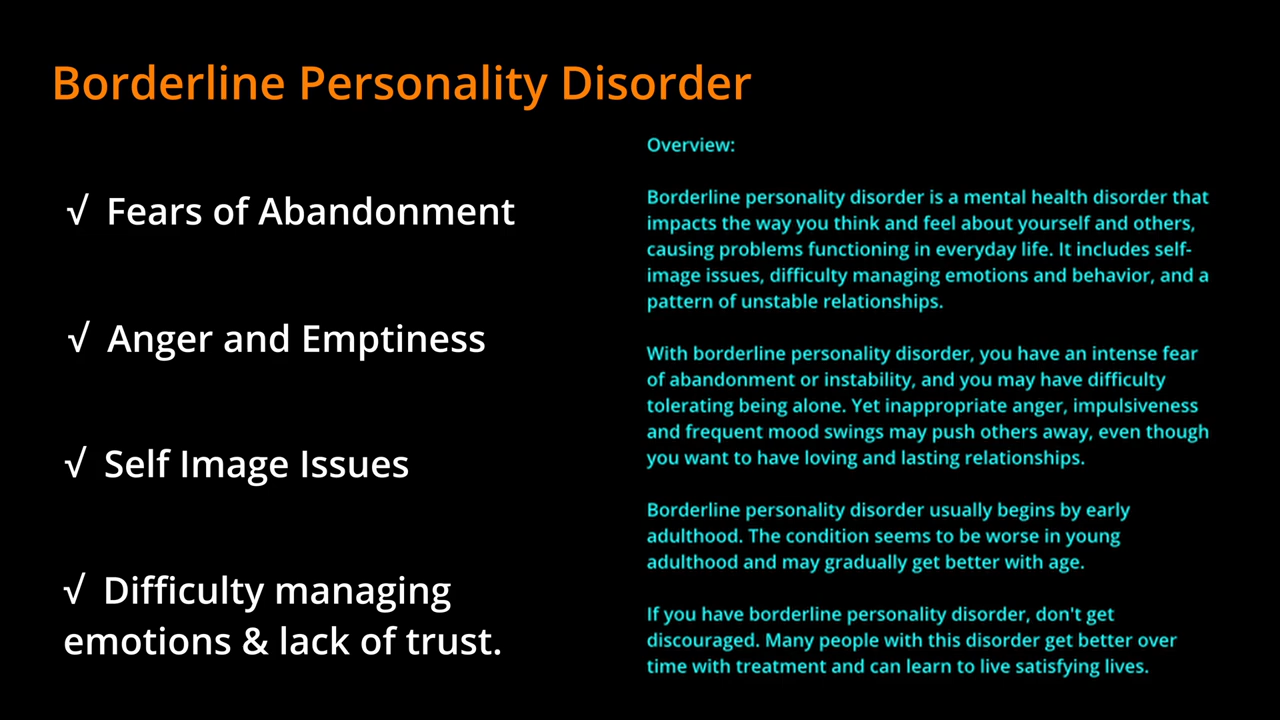 Borderline Personality Disorder
√ Fears of Abandonment
√ Anger and Emptiness
√ Self Image Issues
√ Difficulty managing
emotions & lack of trust.
Overview:
Borderline personality disorder is a mental health disorder that
impacts the way you think and feel about yourself and others,
causing problems functioning in everyday life. It includes self-
image issues, difficulty managing emotions and behavior, and a
pattern of unstable relationships.
With borderline personality disorder, you have an intense fear
of abandonment or instability, and you may have difficulty
tolerating being alone. Yet inappropriate anger, impulsiveness
and frequent mood swings may push others away, even though
you want to have loving and lasting relationships.
Borderline personality disorder usually begins by early
adulthood. The condition seems to be worse in young
adulthood and may gradually get better with age.
If you have borderline personality disorder, don't get
discouraged. Many people with this disorder get better over
time with treatment and can learn to live satisfying lives.